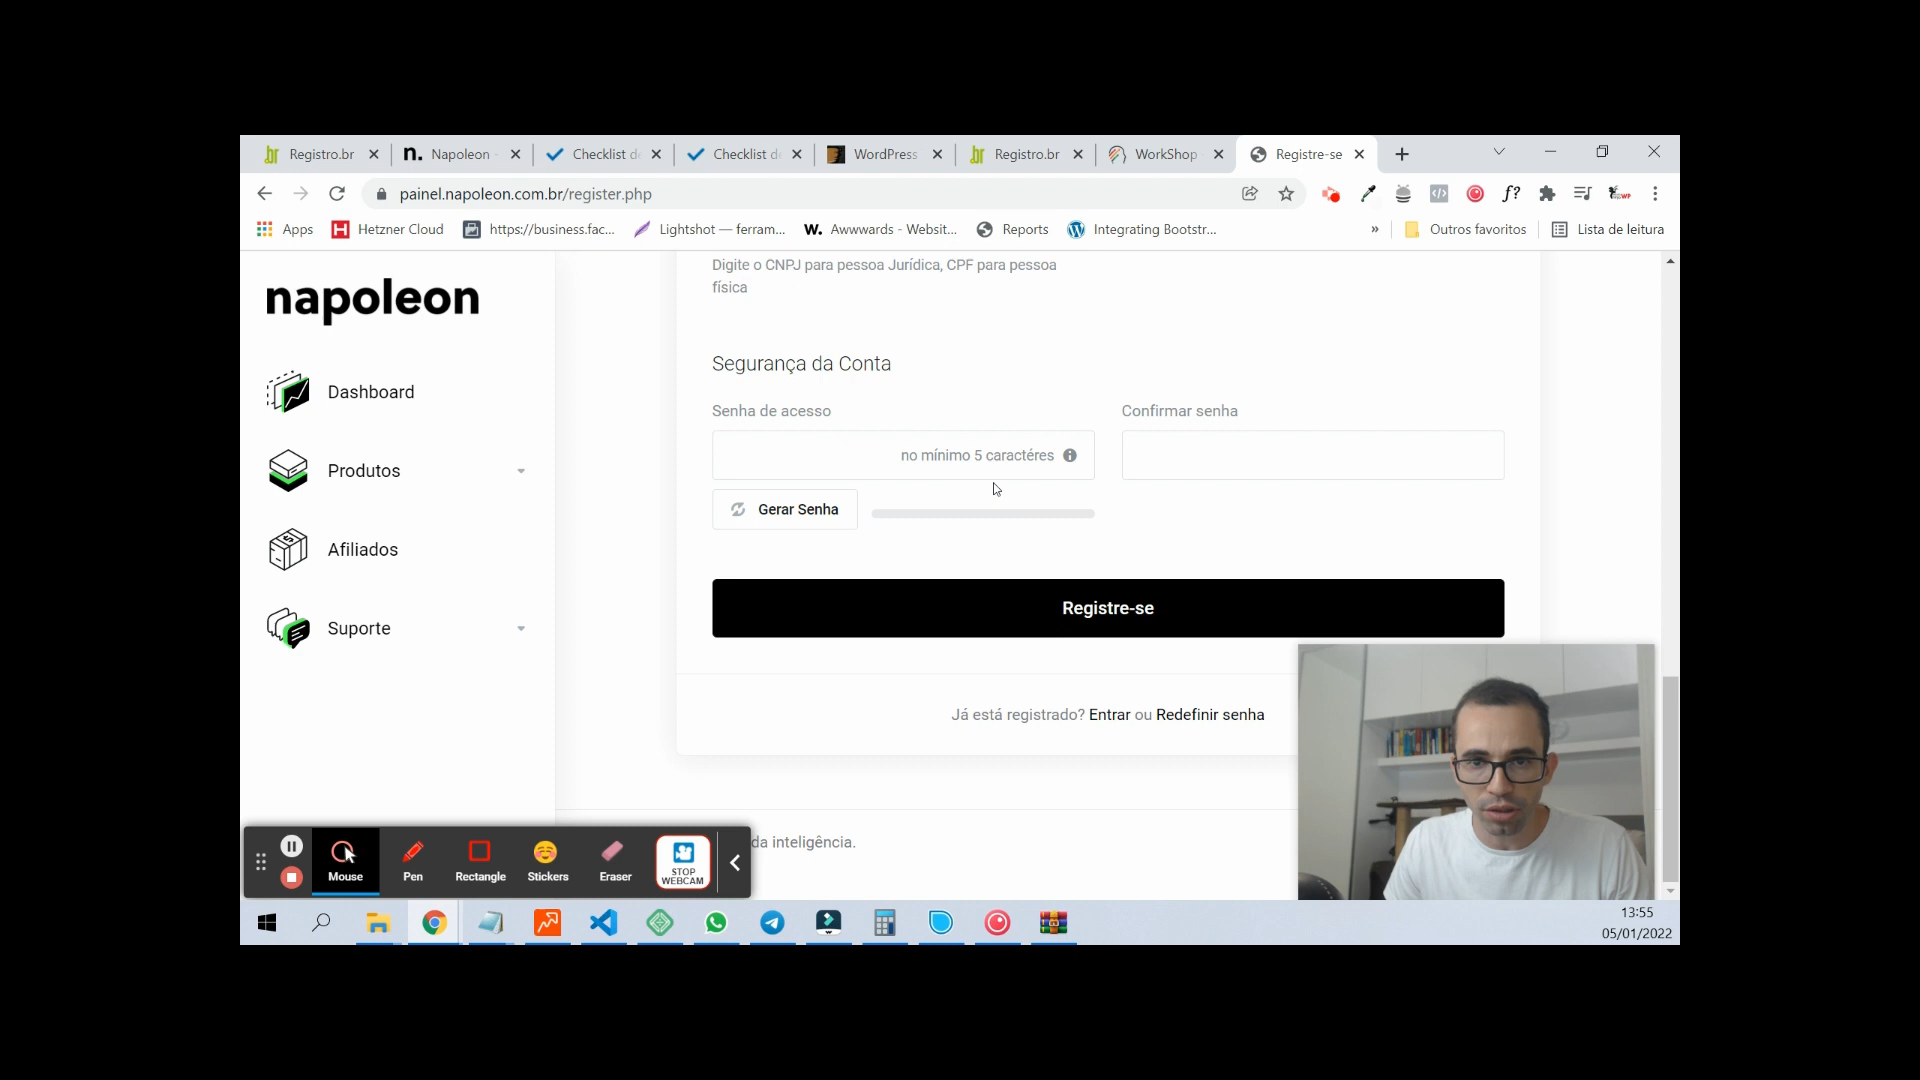 Registro.br
Napoleon
Checklist d
Checklist d
WordPress
Registro.br
WorkShop
Registre-se
painel.napoleon.com.br/register.php
f?
Apps
Hetzner Cloud
https://business.fac...
Lightshot — ferram...
W. Awwwards - Websit...
Reports
Integrating Bootstr...
»
Outros favoritos
Lista de leitura
napoleon
Dashboard
Produtos
Afiliados
Suporte
Digite o CNPJ para pessoa Jurídica, CPF para pessoa
física
Segurança da Conta
Senha de acesso
Confirmar senha
no mínimo 5 caractéres
Gerar Senha
Registre-se
Já está registrado? Entrar ou Redefinir senha
da inteligência.
Mouse
Pen
Rectangle
Stickers
Eraser
STOP
WEBCAM
13:55
05/01/2022